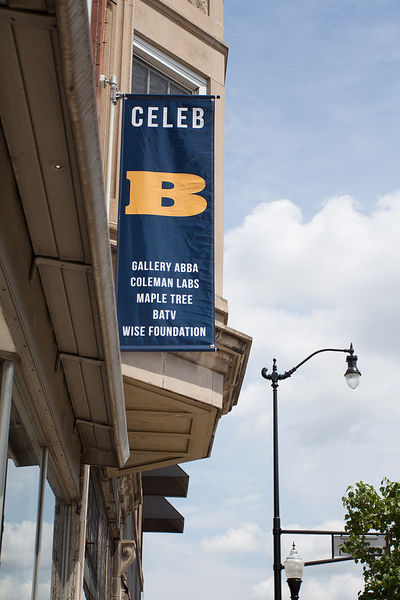 CELEB
B
GALLERY ABBA
COLEMAN LABS
MAPLE TREE
BATV
WISE FOUNDATION